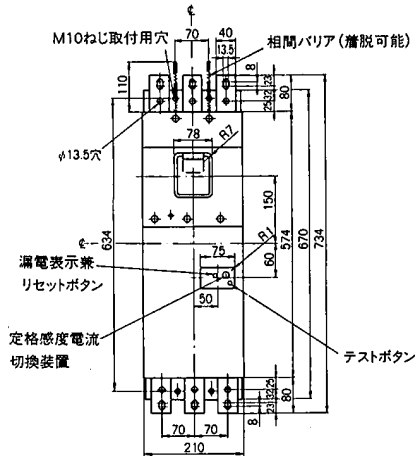 ℄
70
40
M10ねじ取付用穴
13.5
8
相間バリア(着脱可能)
110
23
32
25
80
φ13.5穴
78
R7
150
634
℄
75
R1
60
574
670
734
漏電表示兼
リセットボタン
50
定格感度電流
切換装置
テストボタン
25
32
23
80
8
70
70
210